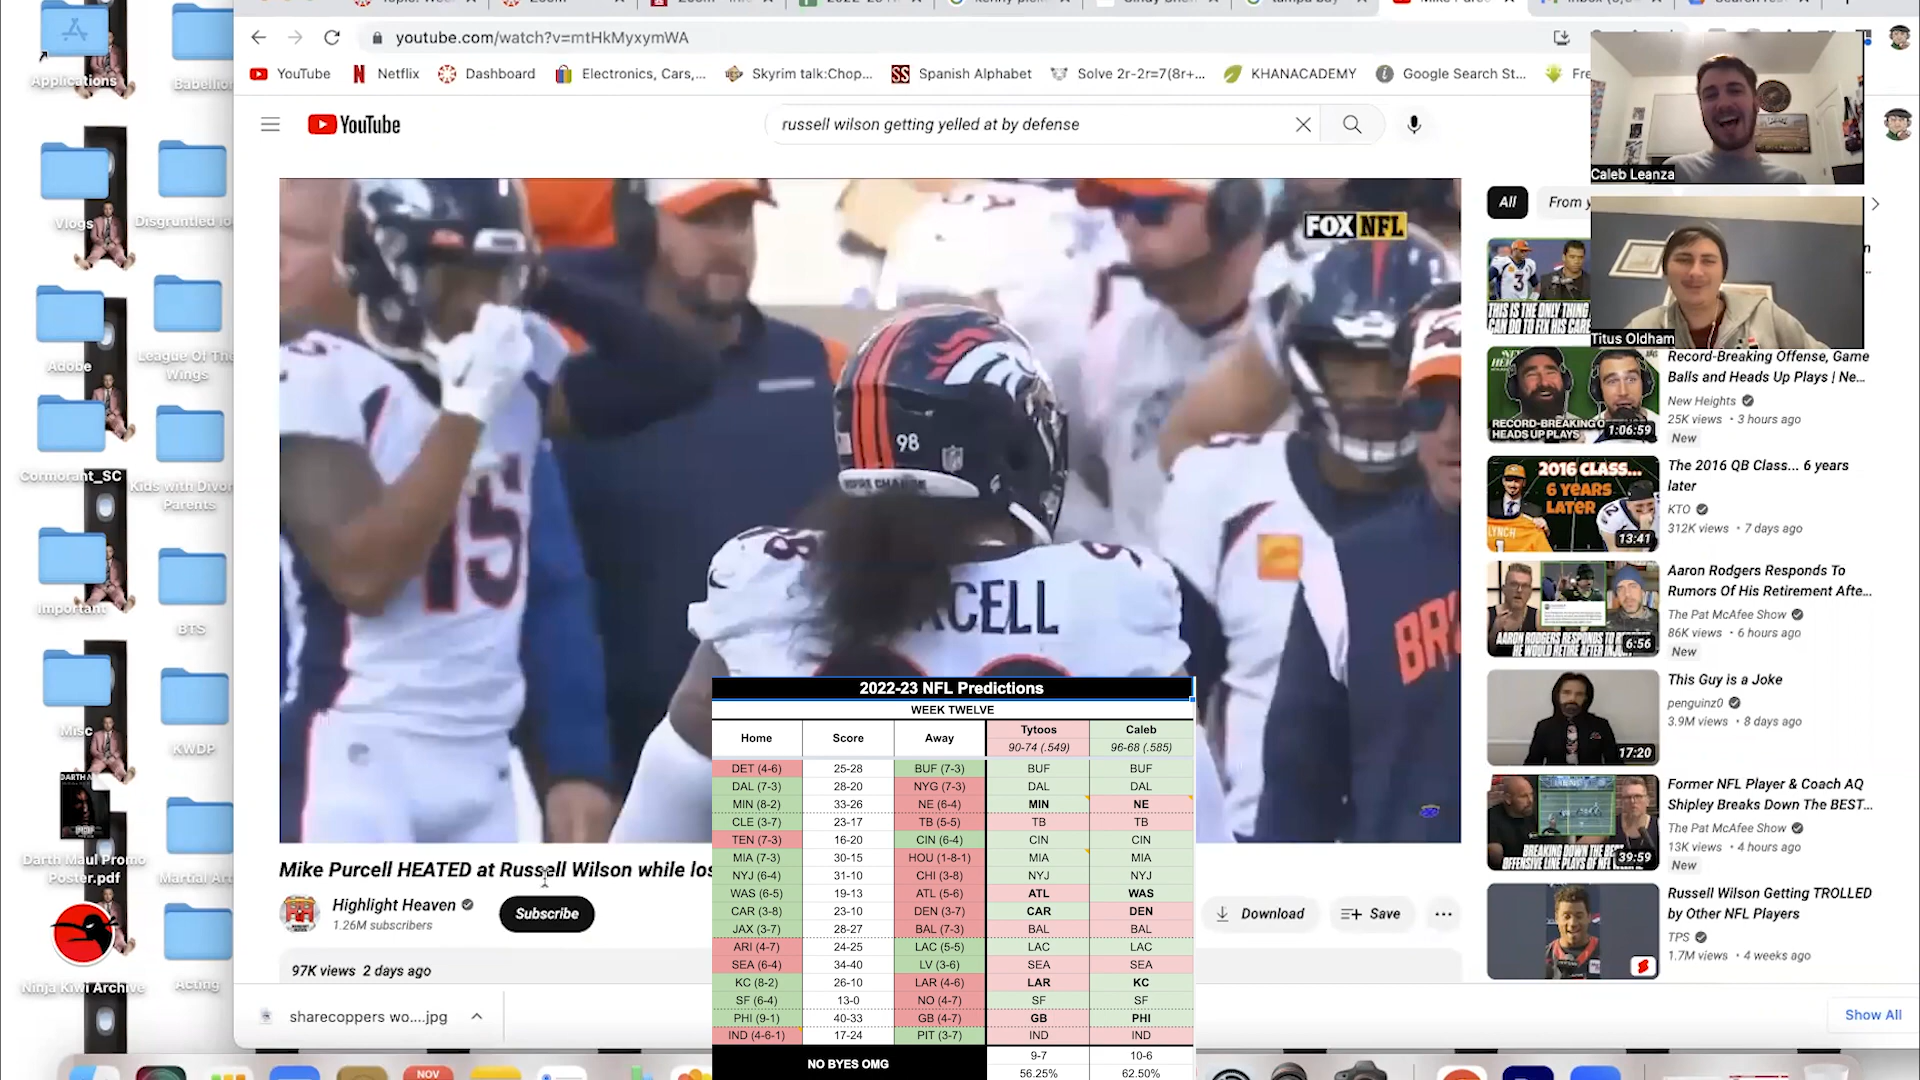 youtube.com/watch?v=mtHkMyxymWA
YouTube
Netflix
Dashboard
Electronics, Cars,...
Skyrim talk:Chop...
Spanish Alphabet
Solve 2r-2r=7(8r+...
KHANACADEMY
Google Search St...
Fre
YouTube
russell wilson getting yelled at by defense
Applications
Vlogs
Adobe
Cormorant_SC
Important
Misc
Darth Maul Promo
Poster.pdf
Ninja Kiwi Archive
League Of The
Wings
Kids with Divor
Parents
BTS
KWDP
Martial Ar
Acting
Caleb Leanza
Titus Oldham
All
From y
FOX NFL
98
15
CELL
Mike Purcell HEATED at Russell Wilson while los
Highlight Heaven
1.26M subscribers
Subscribe
Download
Save
97K views 2 days ago
sharecoppers wo....jpg
Show All
NOV
THIS IS THE ONLY THING
CAN DO TO FIX HIS CARE
RECORD-BREAKING O
HEADS UP PLAYS
1:06:59
Record-Breaking Offense, Game
Balls and Heads Up Plays | Ne...
New Heights
25K views • 3 hours ago
New
2016 CLASS...
6 YEARS
LATER
13:41
The 2016 QB Class... 6 years
later
KTO
312K views • 7 days ago
6:56
Aaron Rodgers Responds To
Rumors Of His Retirement Afte...
The Pat McAfee Show
86K views • 6 hours ago
New
17:20
This Guy is a Joke
penguinz0
3.9M views • 8 days ago
39:59
Former NFL Player & Coach AQ
Shipley Breaks Down The BEST...
The Pat McAfee Show
13K views • 4 hours ago
New
Russell Wilson Getting TROLLED
by Other NFL Players
TPS
1.7M views • 4 weeks ago
2022-23 NFL Predictions
WEEK TWELVE
Home Score Away Tytoos Caleb
90-74 (.549) 96-68 (.585)
DET (4-6) 25-28 BUF (7-3) BUF BUF
DAL (7-3) 28-20 NYG (7-3) DAL DAL
MIN (8-2) 33-26 NE (6-4) MIN NE
CLE (3-7) 23-17 TB (5-5) TB TB
TEN (7-3) 16-20 CIN (6-4) CIN CIN
MIA (7-3) 30-15 HOU (1-8-1) MIA MIA
NYJ (6-4) 31-10 CHI (3-8) NYJ NYJ
WAS (6-5) 19-13 ATL (5-6) ATL WAS
CAR (3-8) 23-10 DEN (3-7) CAR DEN
JAX (3-7) 28-27 BAL (7-3) BAL BAL
ARI (4-7) 24-25 LAC (5-5) LAC LAC
SEA (6-4) 34-40 LV (3-6) SEA SEA
KC (8-2) 26-10 LAR (4-6) LAR KC
SF (6-4) 13-0 NO (4-7) SF SF
PHI (9-1) 40-33 GB (4-7) GB PHI
IND (4-6-1) 17-24 PIT (3-7) IND IND
NO BYES OMG
9-7 10-6
56.25% 62.50%